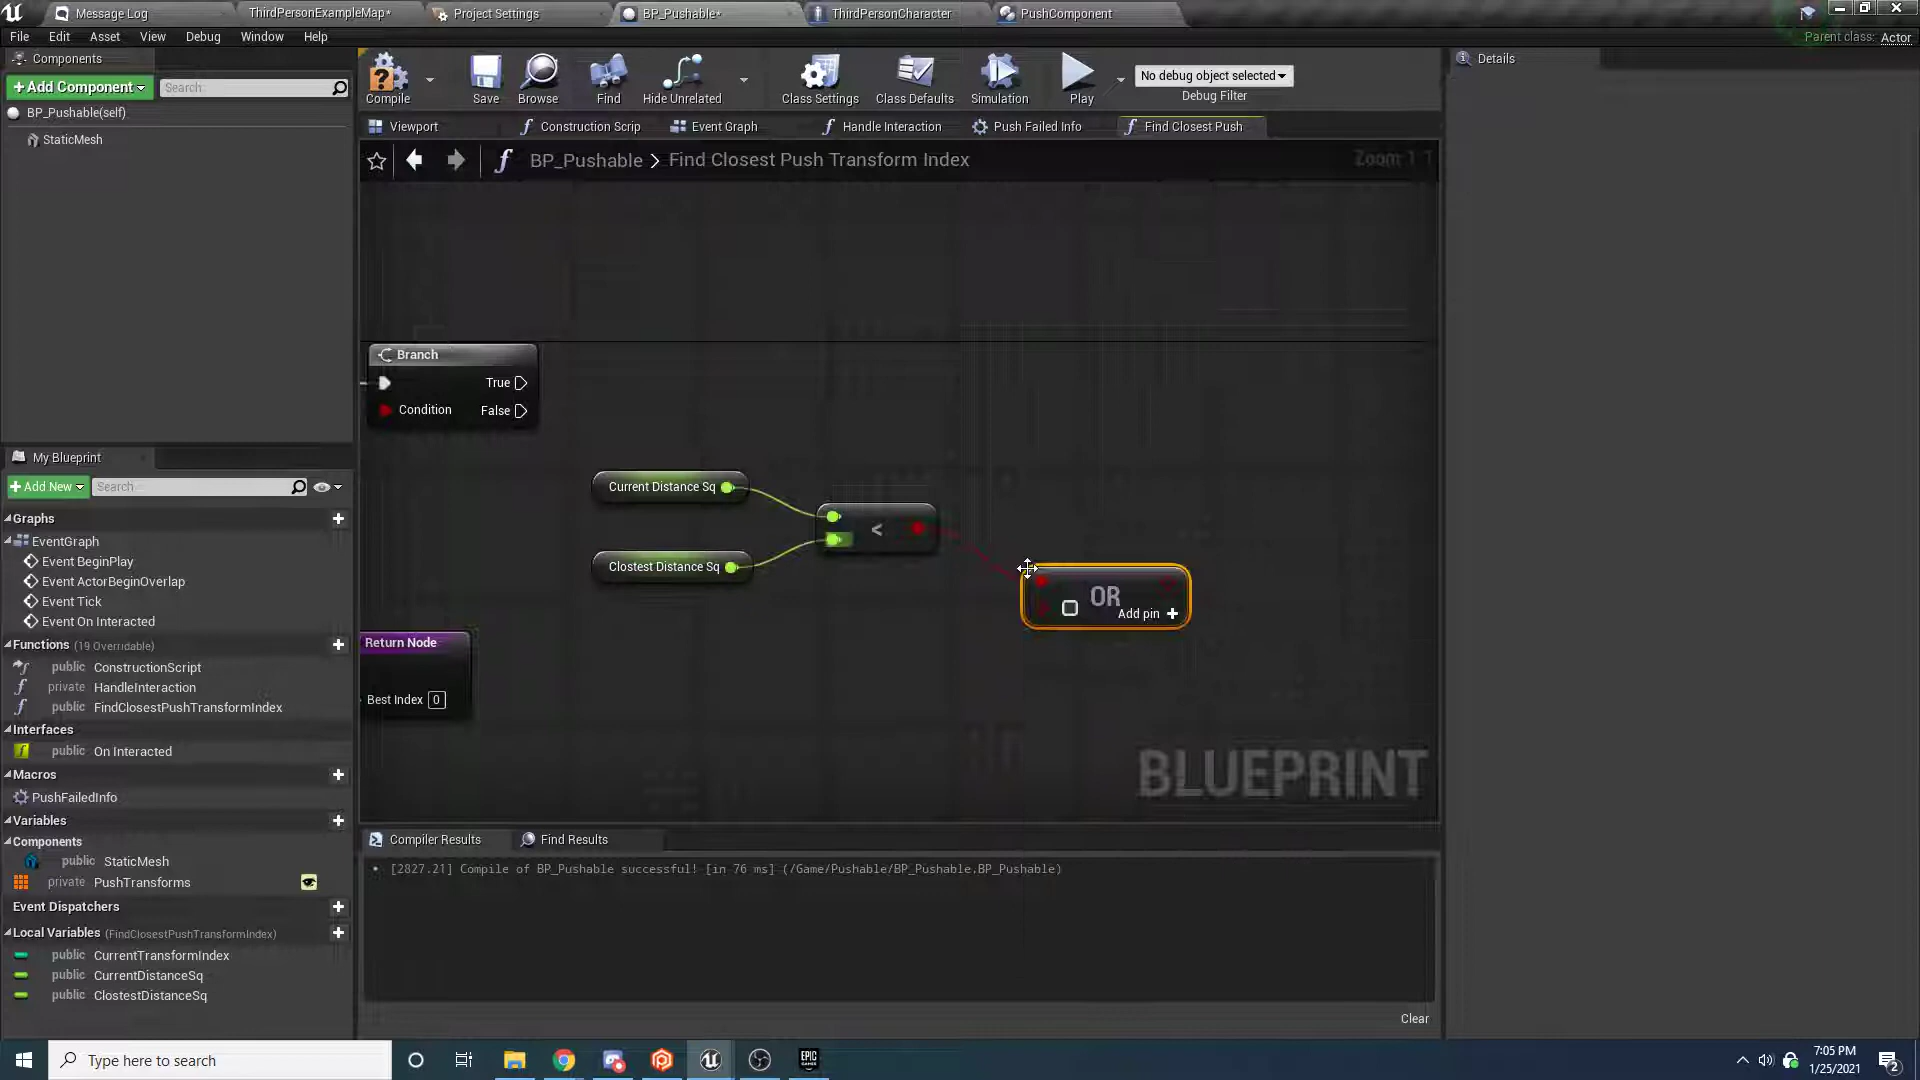 Message Log
ThirdPersonExampleMap*
Project Settings
BP_Pushable*
ThirdPersonCharacter
PushComponent
File Edit Asset View Debug Window Help
Parent class: Actor
Components
+Add Component
Search
BP_Pushable(self)
StaticMesh
Compile
Save
Browse
Find
Hide Unrelated
Class Settings
Class Defaults
Simulation
Play
No debug object selected
Debug Filter
Details
Viewport
Construction Scrip
Event Graph
Handle Interaction
Push Failed Info
Find Closest Push
BP_Pushable > Find Closest Push Transform Index
Zoom 1:1
Branch
True
Condition
False
Current Distance Sq
<
Clostest Distance Sq
OR
Add pin +
Return Node
Best Index 0
BLUEPRINT
My Blueprint
+Add New
Search
Graphs
EventGraph
Event BeginPlay
Event ActorBeginOverlap
Event Tick
Event On Interacted
Functions (19 Overridable)
public ConstructionScript
private HandleInteraction
public FindClosestPushTransformIndex
Interfaces
public On Interacted
Macros
PushFailedInfo
Variables
Components
public StaticMesh
private PushTransforms
Event Dispatchers
Local Variables (FindClosestPushTransformIndex)
public CurrentTransformIndex
public CurrentDistanceSq
public ClostestDistanceSq
Compiler Results
Find Results
[2827.21] Compile of BP_Pushable successful! [in 76 ms] (/Game/Pushable/BP_Pushable.BP_Pushable)
Clear
Type here to search
EPIC
GAMES
7:05 PM
1/25/2021
2